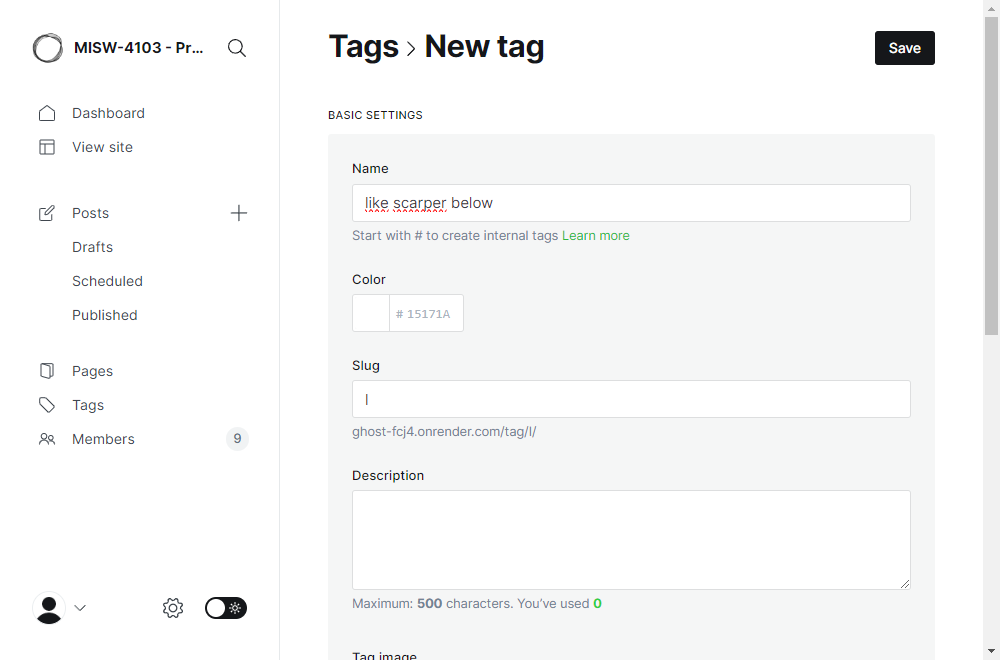 MISW-4103 - Pr...
Dashboard
View site
Posts
Drafts
Scheduled
Published
Pages
Tags
Members
9
Tags > New tag
Save
BASIC SETTINGS
Name
like scarper below
Start with # to create internal tags Learn more
Color
# 15171A
Slug
l
ghost-fcj4.onrender.com/tag/l/
Description
Maximum: 500 characters. You've used 0
Tag image